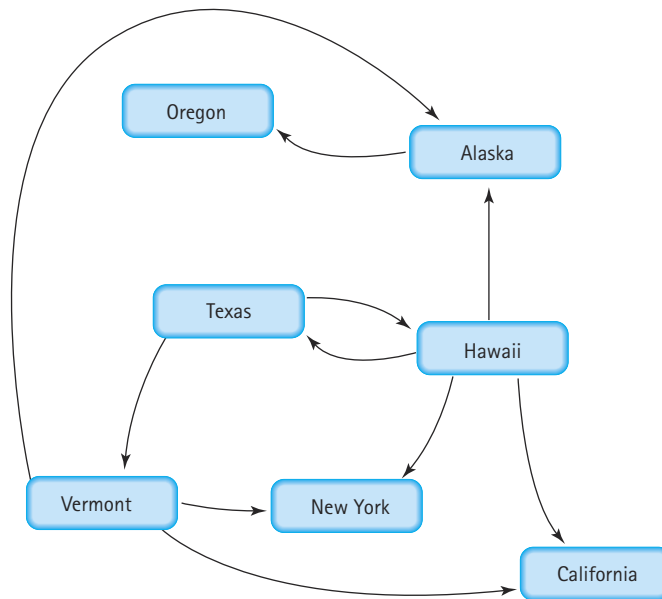 Oregon
Alaska
Texas
Hawaii
Vermont
New York
California